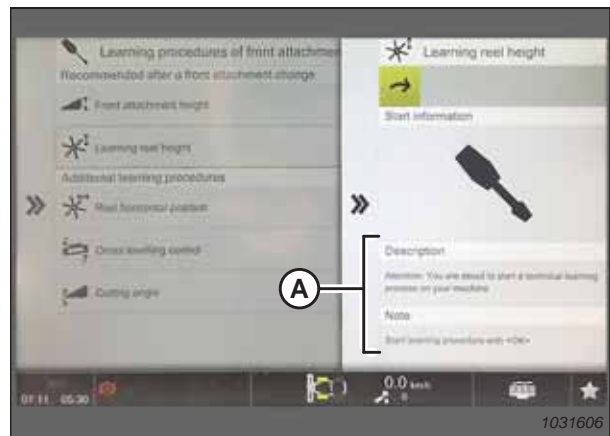 Learning procedures of front attachmen
Recommended after a front attachment change
Front attachment height
Learning reel height
Additional learning procedures
Reel horizontal position
Cross levelling control
Cutting angle
Learning reel height
Start information
Description
Attention: You are about to start a technical learning
process on your machine.
Note
Start learning procedure with <OK>
A
07:11 05:30
0.0 km/h
0
1031606